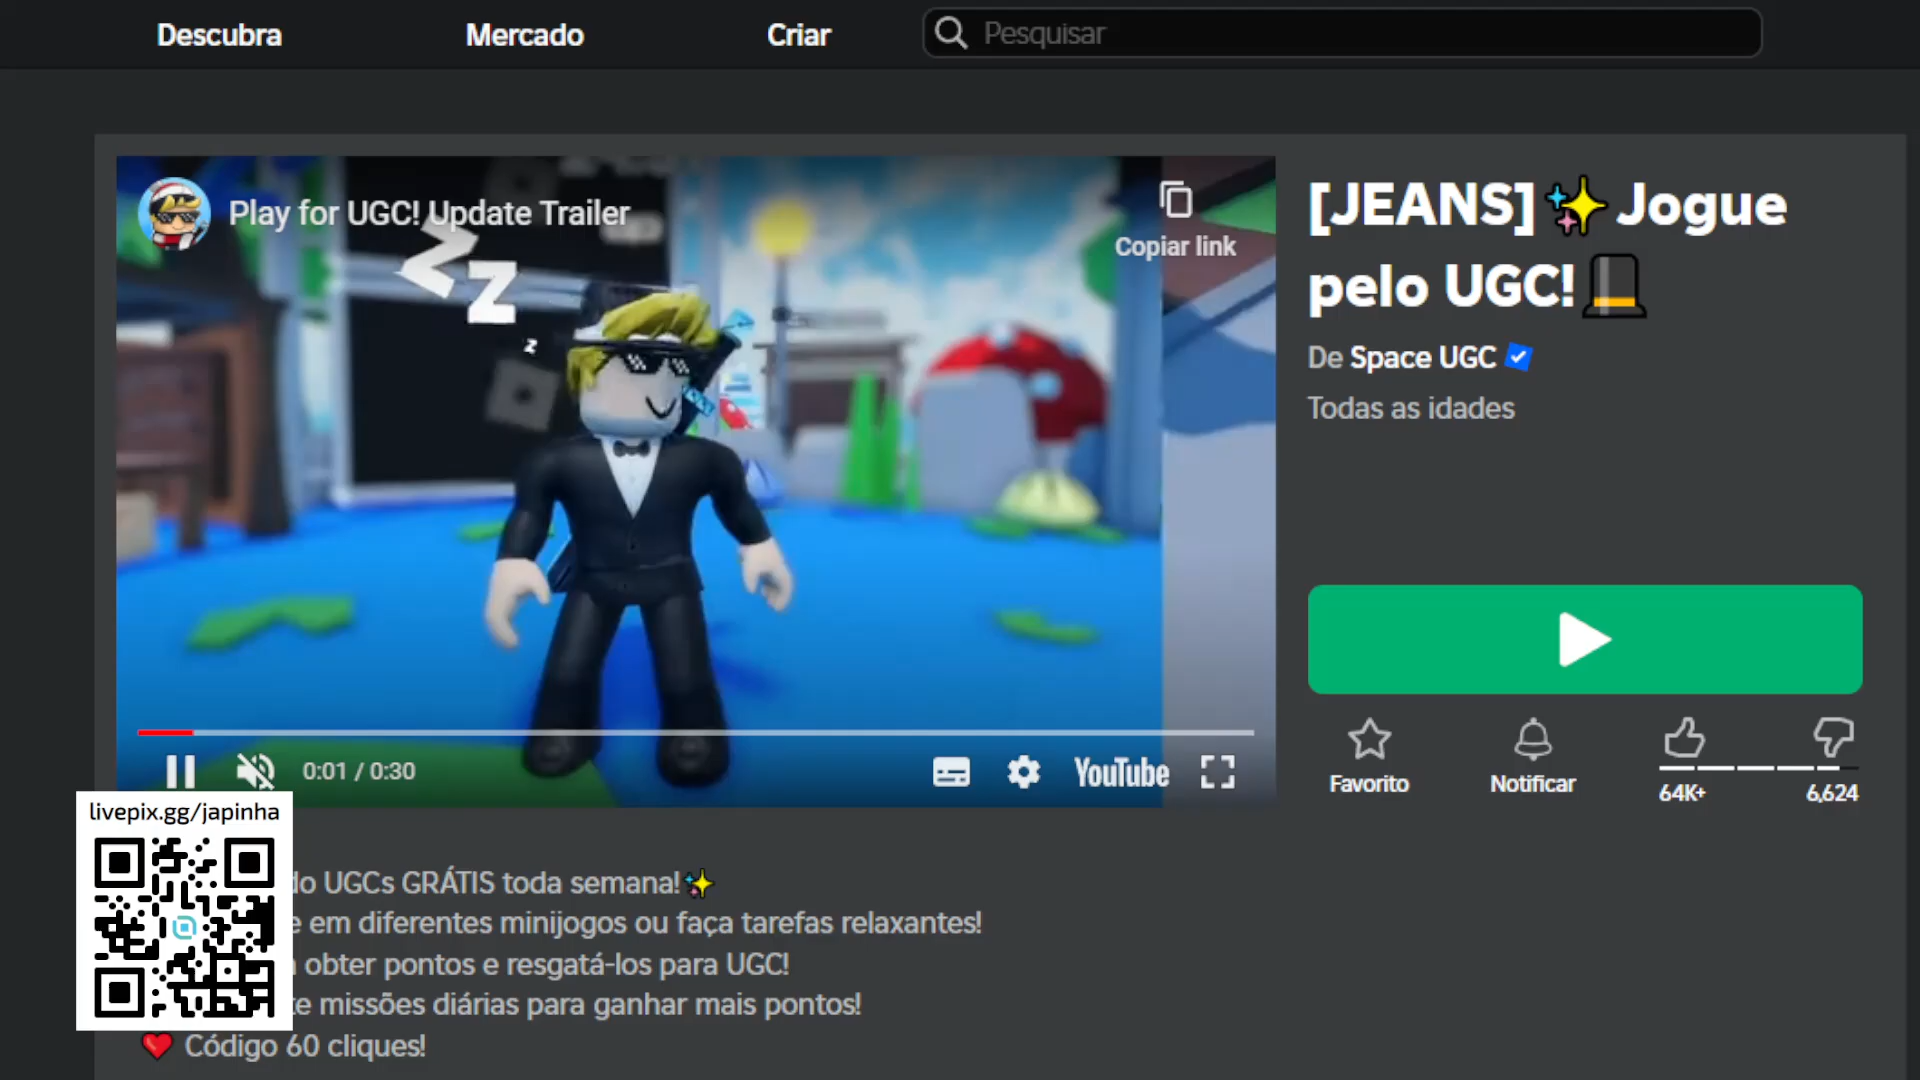 Descubra
Mercado
Criar
Pesquisar
Play for UGC! Update Trailer
Copiar link
[JEANS]✨Jogue
pelo UGC!🎩
De Space UGC
Todas as idades
Z
Z
z
0:01 / 0:30
YouTube
Favorito
Notificar
64K+
6,624
livepix.gg/japinha
do UGCs GRÁTIS toda semana!✨
e em diferentes minijogos ou faça tarefas relaxantes!
obter pontos e resgatá-los para UGC!
te missões diárias para ganhar mais pontos!
❤️ Código 60 cliques!